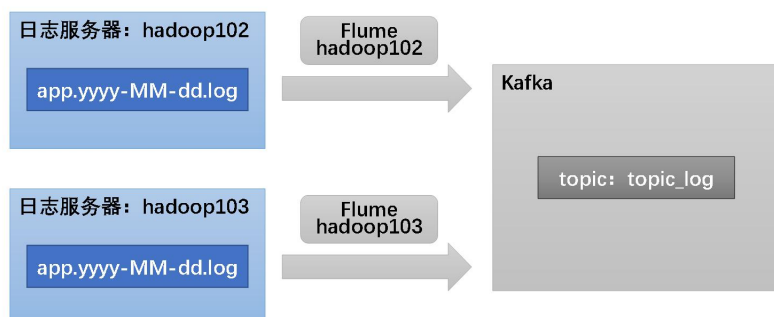 日志服务器：hadoop102
app.yyyy-MM-dd.log
Flume
hadoop102
Kafka
topic：topic_log
日志服务器：hadoop103
app.yyyy-MM-dd.log
Flume
hadoop103